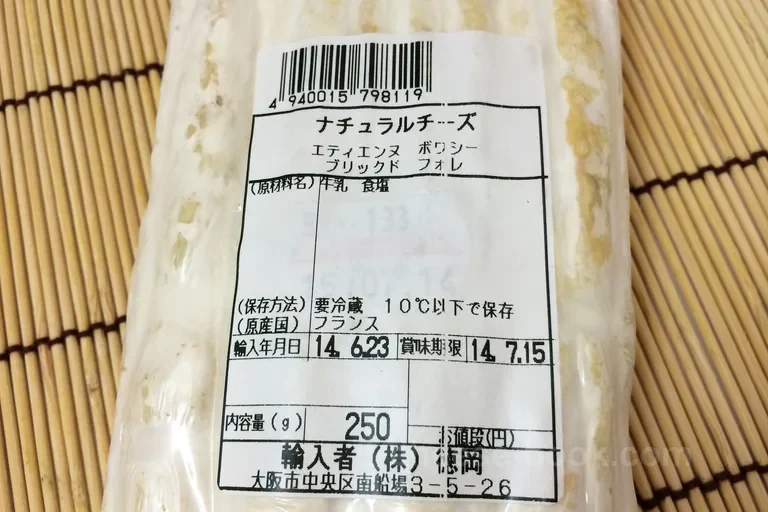 4 940015 798119
ナチュラルチーズ
エティエンヌ ボワシー
ブリックド フォレ
(原材料名) 牛乳 食塩
133
15/07.14
(保存方法) 要冷蔵 10℃以下で保存
(原産国) フランス
輸入年月日 14. 6.23 賞味期限 14.7.15
内容量(g) 250
お値段(円)
輸入者(株)徳岡
大阪市中央区南船場3-5-26